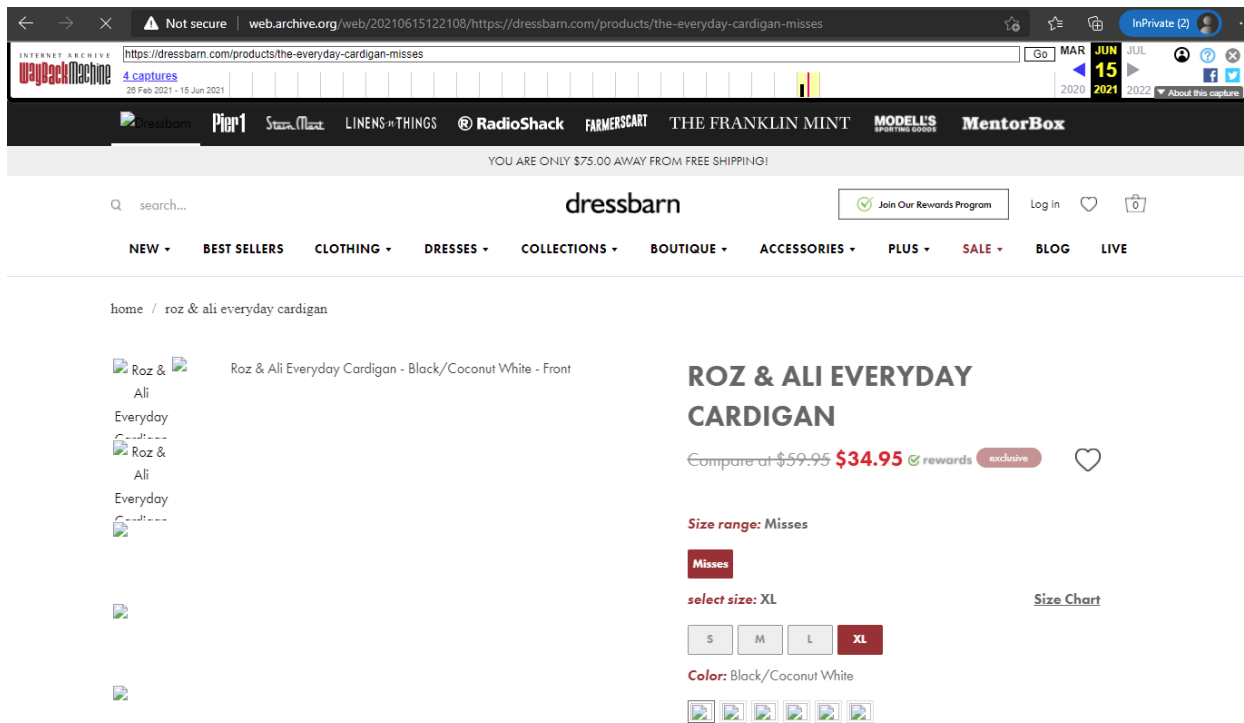 Not secure web.archive.org/web/20210615122108/https://dressbarn.com/products/the-everyday-cardigan-misses InPrivate (2)
INTERNET ARCHIVE
WayBackMachine
https://dressbarn.com/products/the-everyday-cardigan-misses Go
4 captures
26 Feb 2021 - 15 Jun 2021
MAR JUN JUL
15
2020 2021 2022
About this capture
Dressbarn Pier1 Stein Mart LINENS n THINGS RadioShack FARMERSCART THE FRANKLIN MINT MODELL'S SPORTING GOODS MentorBox
YOU ARE ONLY $75.00 AWAY FROM FREE SHIPPING!
search... dressbarn Join Our Rewards Program Log in 0
NEW BEST SELLERS CLOTHING DRESSES COLLECTIONS BOUTIQUE ACCESSORIES PLUS SALE BLOG LIVE
home / roz & ali everyday cardigan
Roz &
Ali
Everyday
Cardigan
Roz &
Ali
Everyday
Cardigan
Roz & Ali Everyday Cardigan - Black/Coconut White - Front
ROZ & ALI EVERYDAY
CARDIGAN
Compare at $59.95 $34.95 rewards exclusive
Size range: Misses
Misses
select size: XL Size Chart
S M L XL
Color: Black/Coconut White